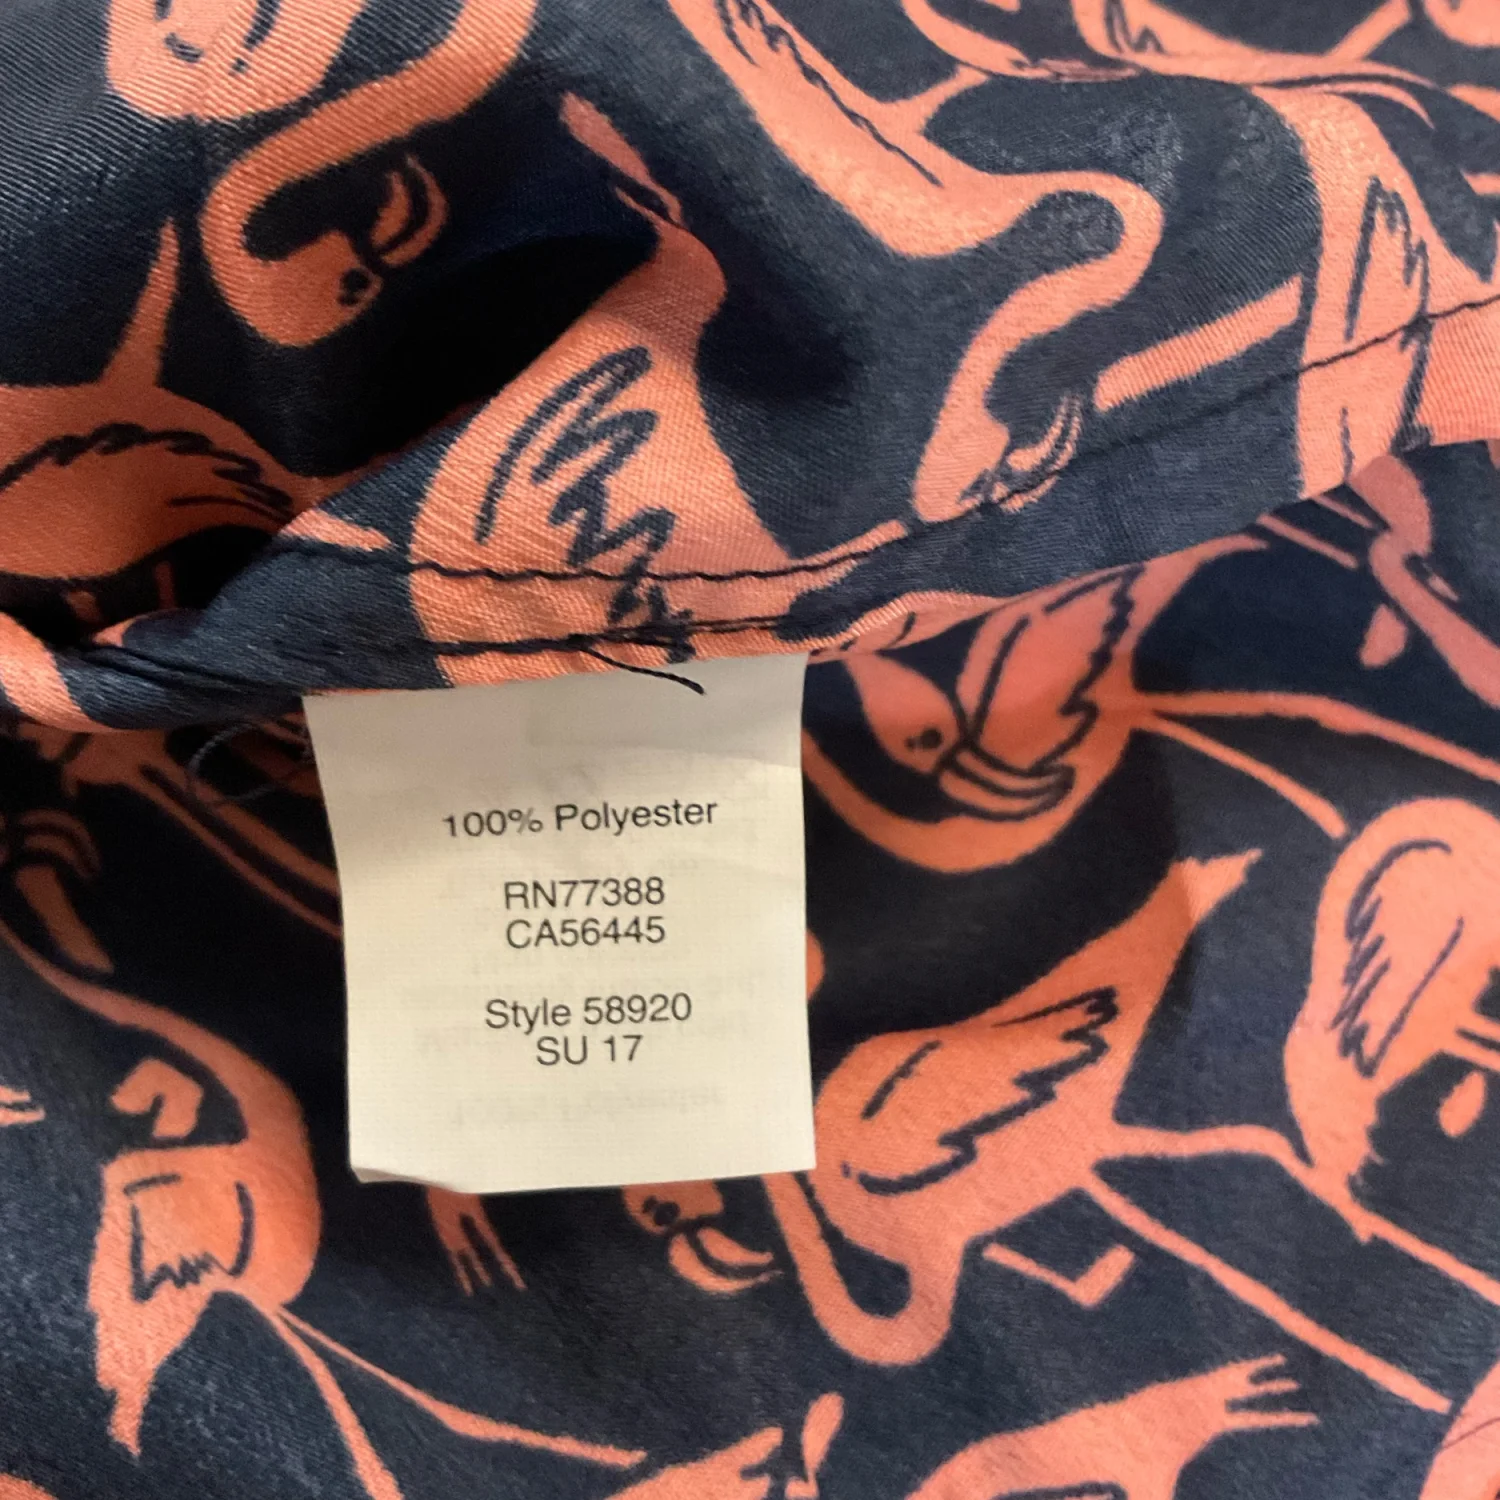 100% Polyester
RN77388
CA56445
Style 58920
SU 17